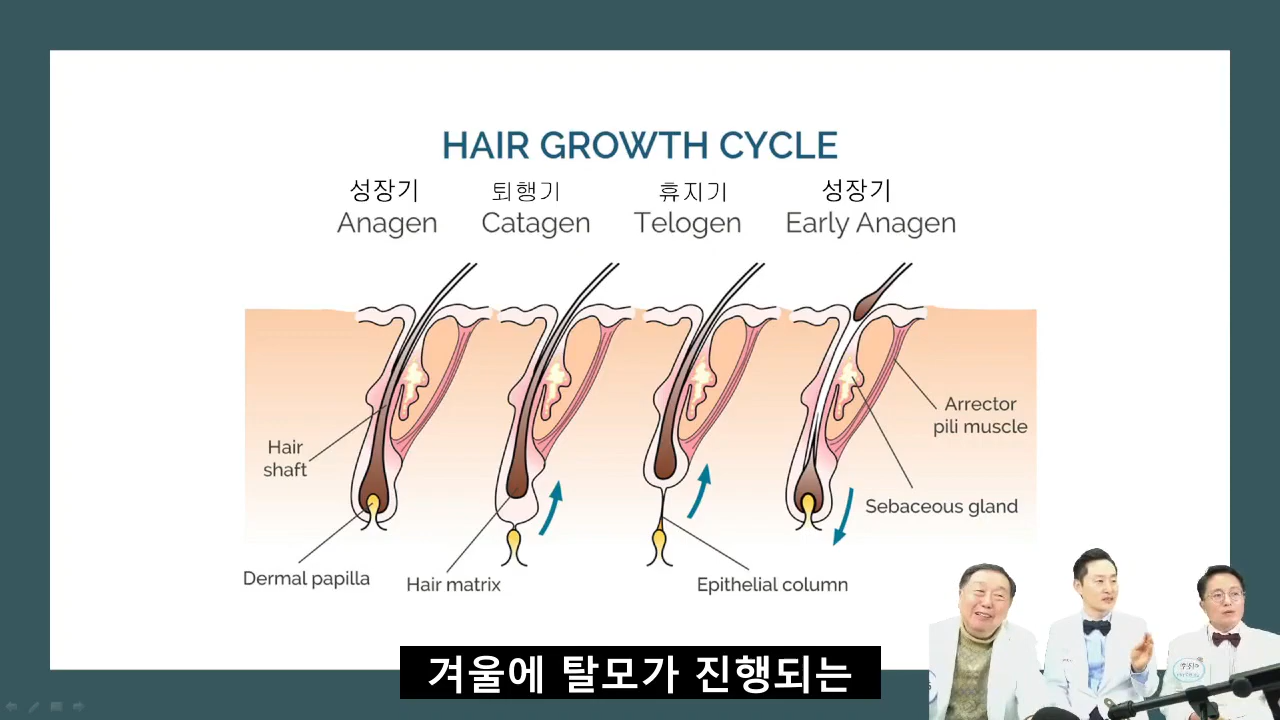 HAIR GROWTH CYCLE
성장기 퇴행기 휴지기 성장기
Anagen Catagen Telogen Early Anagen
Arrector
pili muscle
Hair
shaft
Sebaceous gland
Dermal papilla
Hair matrix
Epithelial column
겨울에 탈모가 진행되는